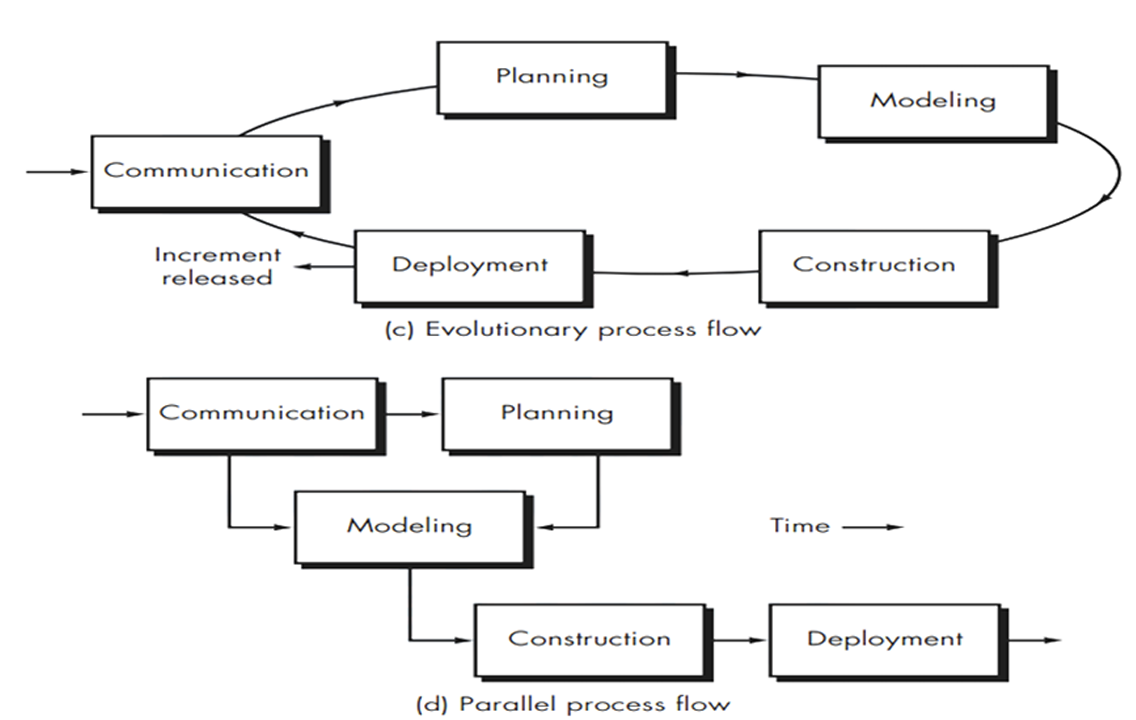 Planning
Modeling
Communication
Increment
released
Deployment
Construction
(c) Evolutionary process flow
Communication
Planning
Modeling
Time
Construction
Deployment
(d) Parallel process flow